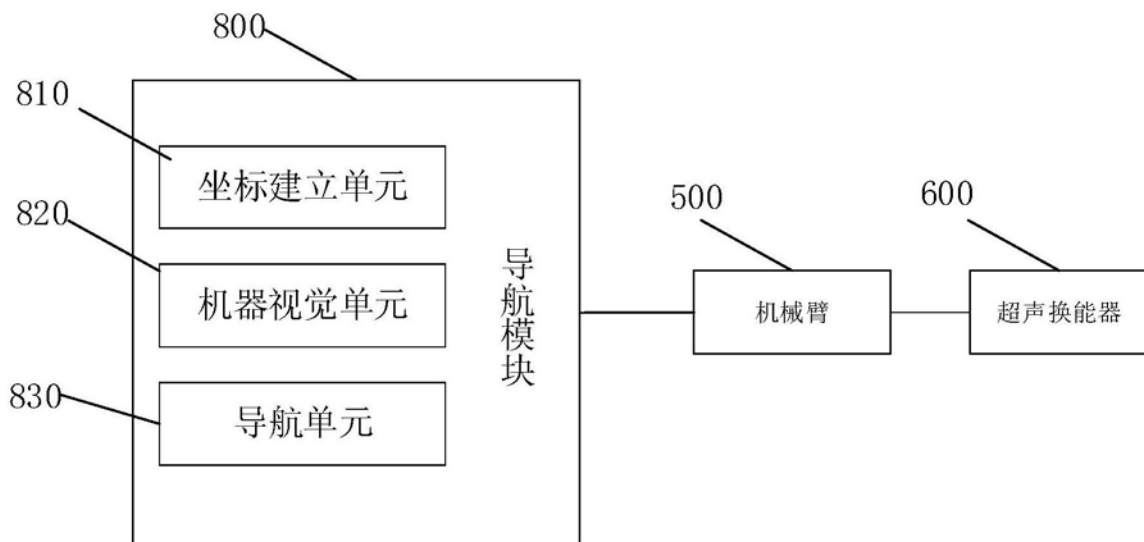 800
810
坐标建立单元
820
机器视觉单元
830
导航单元
导航模块
500
机械臂
600
超声换能器